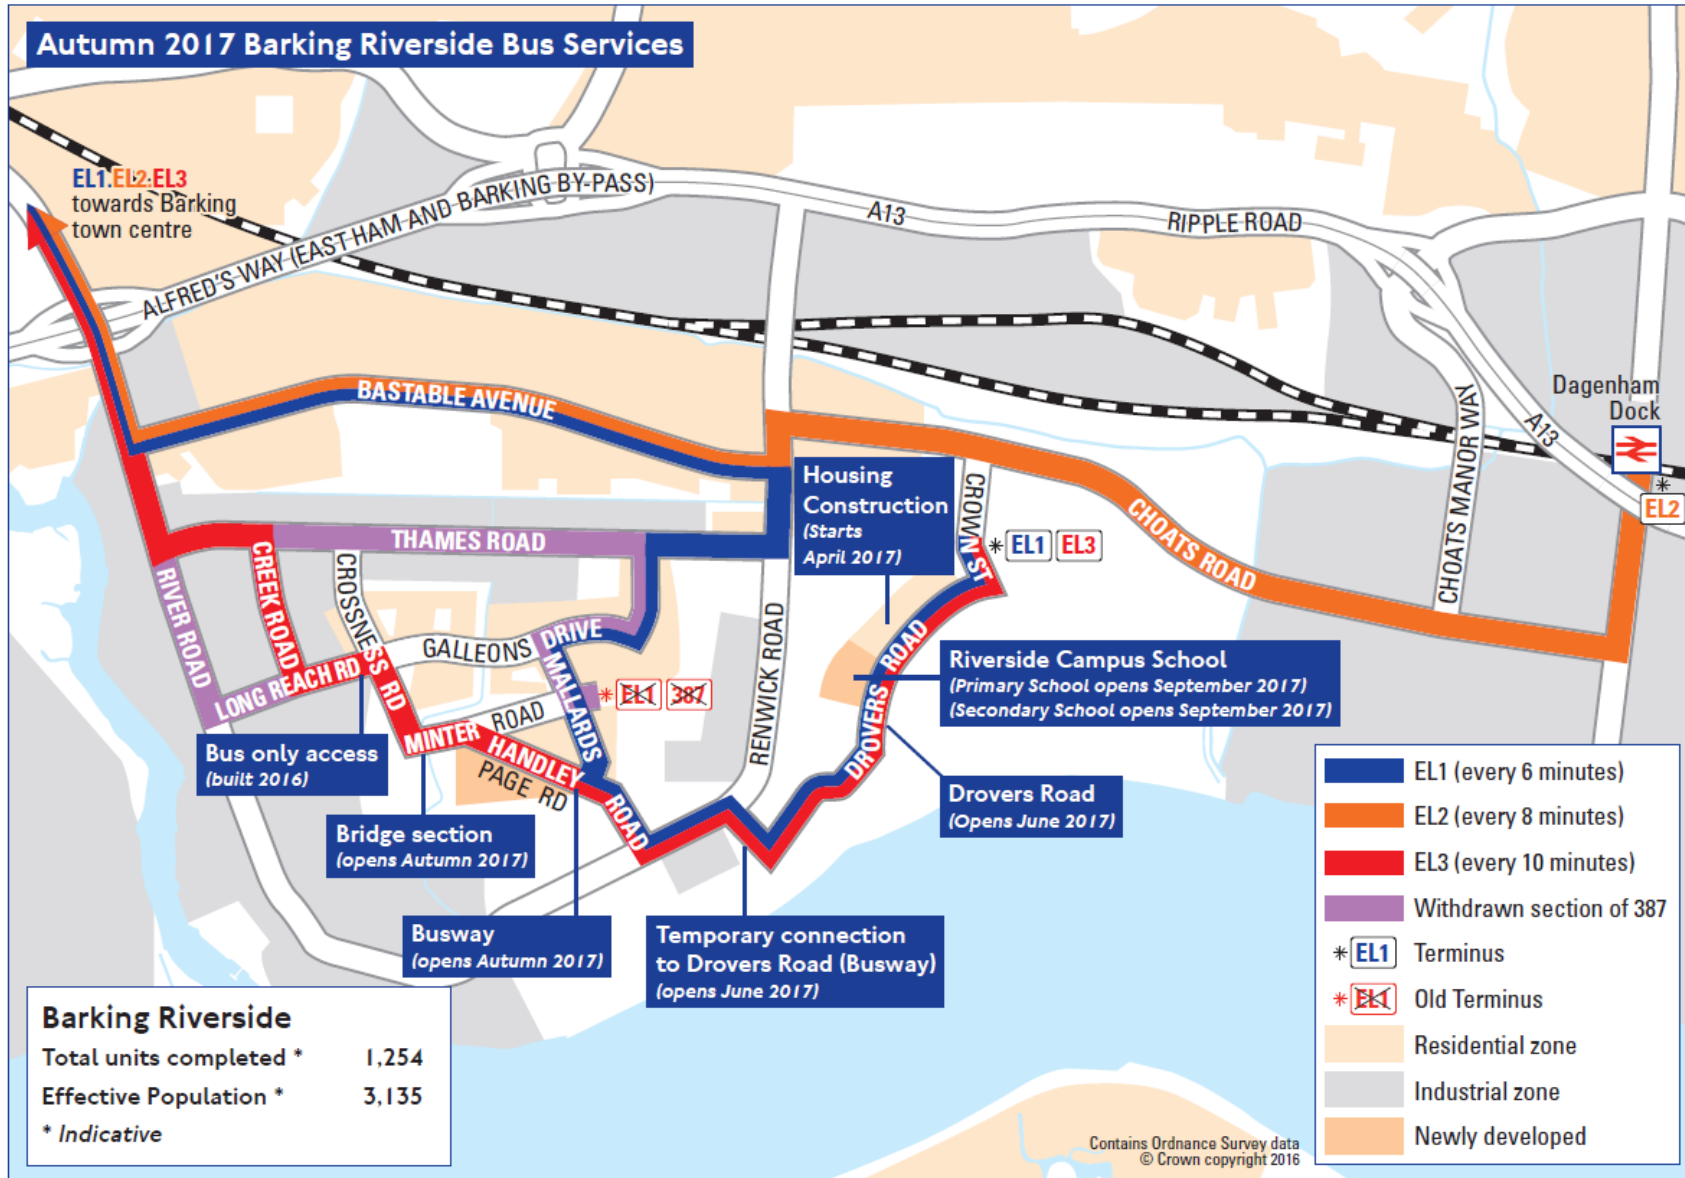 Autumn 2017 Barking Riverside Bus Services
EL1.EL2.EL3
towards Barking
town centre
ALFRED'S WAY (EAST HAM AND BARKING BY-PASS)
A13
RIPPLE ROAD
BASTABLE AVENUE
Dagenham
Dock
A13
EL2
CHOATS MANOR WAY
CHOATS ROAD
Housing
Construction
(Starts
April 2017)
CROWN ST
EL1 EL3
THAMES ROAD
RIVER ROAD
CREEK ROAD
CROSSNESS RD
LONG REACH RD
GALLEONS DRIVE
MALLARDS
EL1 387
RENWICK ROAD
MINTER ROAD
HANDLEY
ROAD
PAGE RD
DROVERS ROAD
Riverside Campus School
(Primary School opens September 2017)
(Secondary School opens September 2017)
Bus only access
(built 2016)
Bridge section
(opens Autumn 2017)
Drovers Road
(Opens June 2017)
Busway
(opens Autumn 2017)
Temporary connection
to Drovers Road (Busway)
(opens June 2017)
EL1 (every 6 minutes)
EL2 (every 8 minutes)
EL3 (every 10 minutes)
Withdrawn section of 387
EL1 Terminus
EL1 Old Terminus
Residential zone
Industrial zone
Newly developed
Barking Riverside
Total units completed * 1,254
Effective Population * 3,135
* Indicative
Contains Ordnance Survey data
© Crown copyright 2016